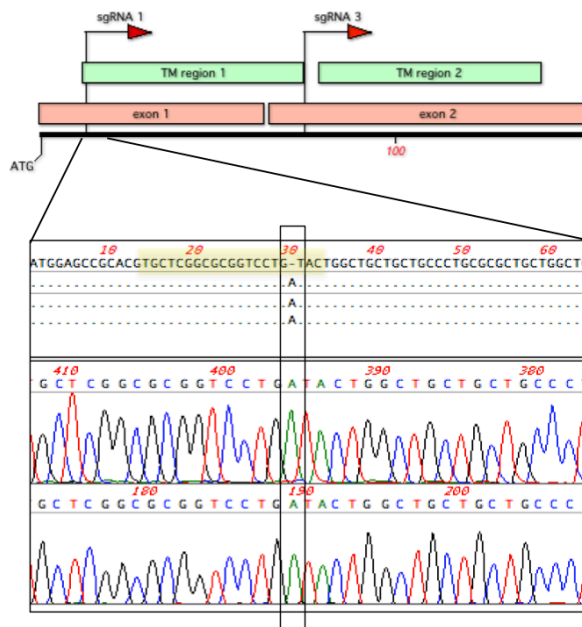 sgRNA 1 sgRNA 3
TM region 1 TM region 2
exon 1 exon 2
ATG 100
10 20 30 40 50 60
ATGGAGCCGCACGTGCTCGGCGCGGTCCTG-TACTGGCTGCTGCTGCCCTGCGCGCTGCTGGCT
A
A
A
410 400 390 380
GCTCGGCGCGGTCCTGATACTGGCTGCTGCTGCCC
180 190 200
GCTCGGCGCGGTCCTGATACTGGCTGCTGCTGCCC